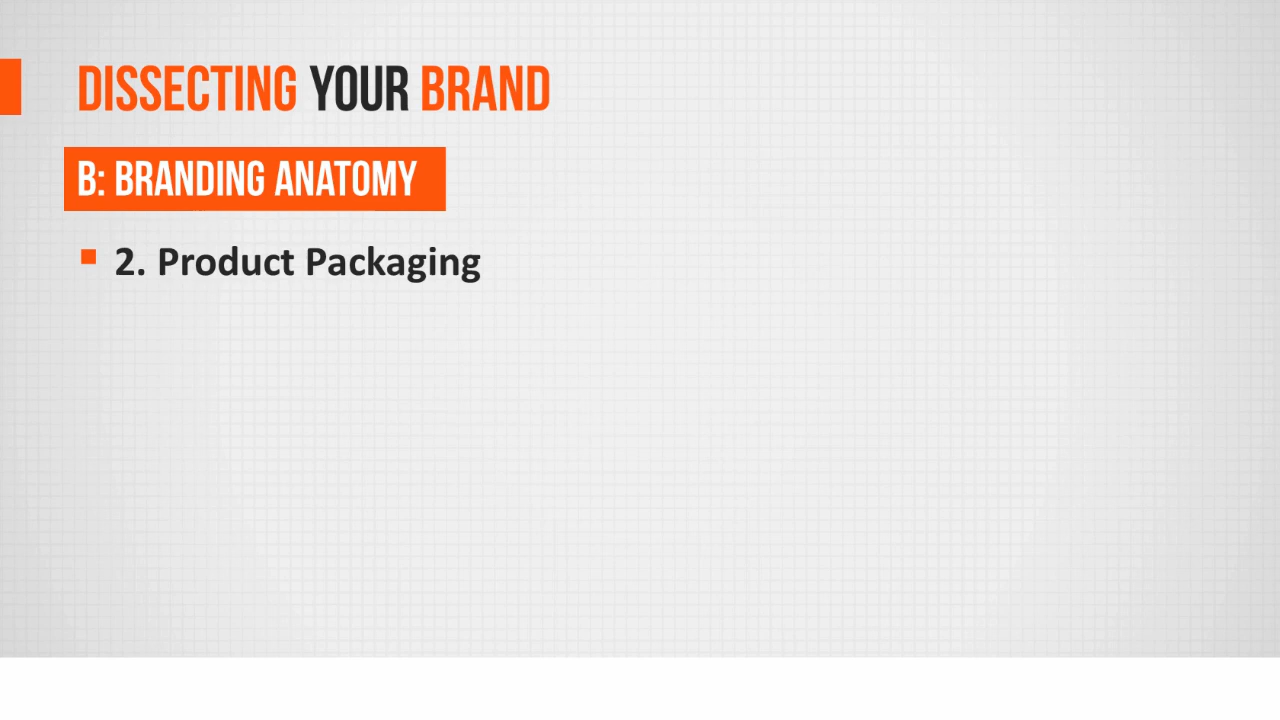 DISSECTING YOUR BRAND
B: BRANDING ANATOMY
2. Product Packaging